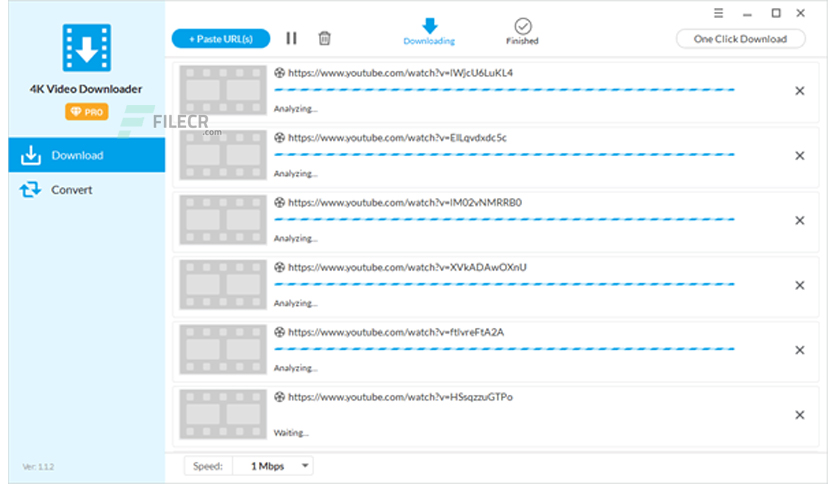 + Paste URL(s)
Downloading
Finished
One Click Download
4K Video Downloader
PRO
FILECR
.com
Download
Convert
https://www.youtube.com/watch?v=IWjcU6LuKL4
Analyzing...
https://www.youtube.com/watch?v=EILqvdxdc5c
Analyzing...
https://www.youtube.com/watch?v=IM02vNMRRB0
Analyzing...
https://www.youtube.com/watch?v=XVkADAwOXnU
Analyzing...
https://www.youtube.com/watch?v=ftIvreFtA2A
Analyzing...
https://www.youtube.com/watch?v=HSsqzzuGTPo
Waiting...
Ver: 1.1.2
Speed: 1 Mbps